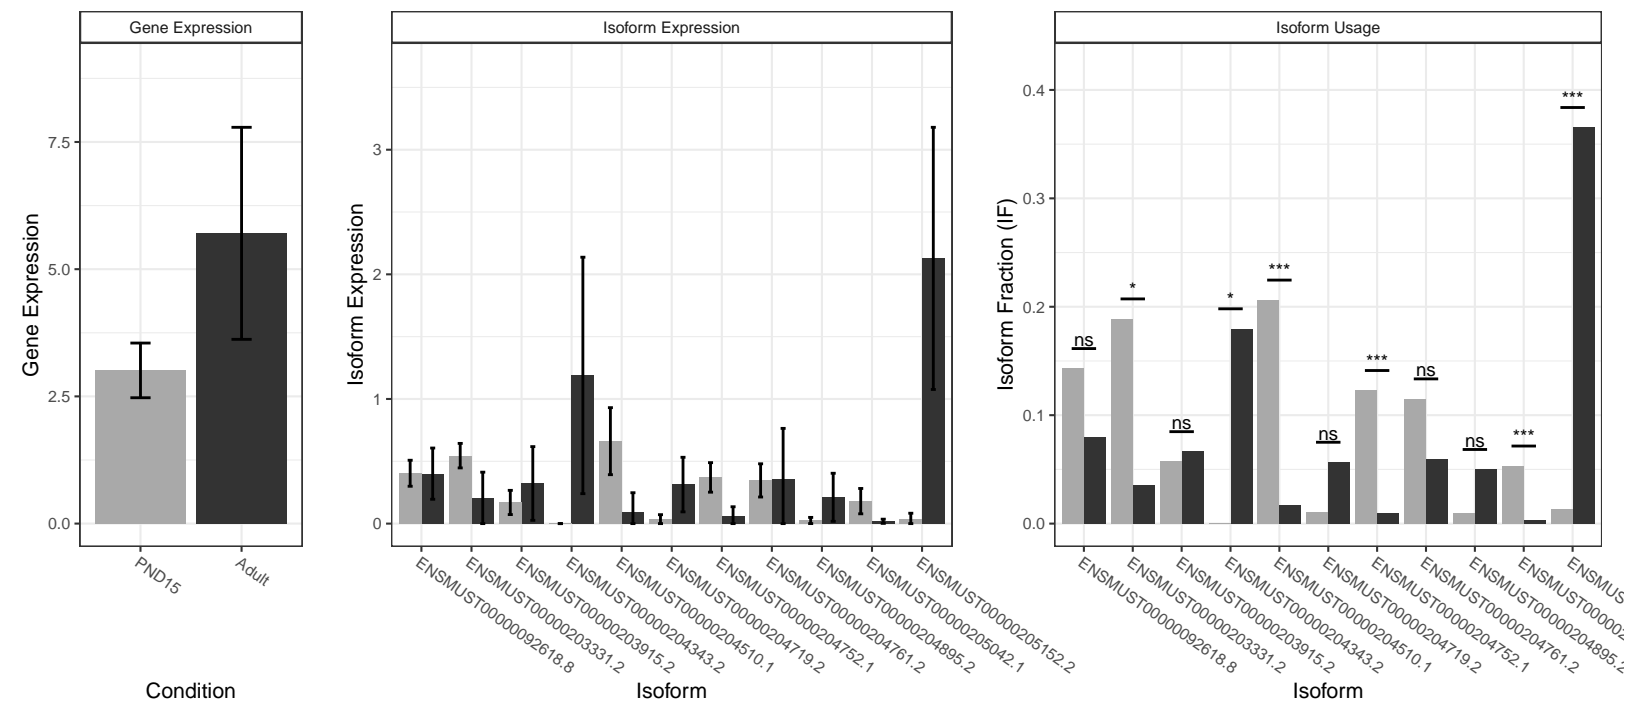 Gene Expression
Gene Expression
7.5
5.0
2.5
0.0
PND15
Adult
Condition
Isoform Expression
Isoform Expression
3
2
1
0
ENSMUST00000092618.8
ENSMUST00000203331.2
ENSMUST00000203915.2
ENSMUST00000204343.2
ENSMUST00000204510.1
ENSMUST00000204719.2
ENSMUST00000204752.1
ENSMUST00000204761.2
ENSMUST00000204895.2
ENSMUST00000205042.1
ENSMUST00000205152.2
Isoform
Isoform Usage
Isoform Fraction (IF)
0.4
0.3
0.2
0.1
0.0
ns
*
ns
*
***
ns
***
ns
ns
***
***
ENSMUST00000092618.8
ENSMUST00000203331.2
ENSMUST00000203915.2
ENSMUST00000204343.2
ENSMUST00000204510.1
ENSMUST00000204719.2
ENSMUST00000204752.1
ENSMUST00000204761.2
ENSMUST00000204895.2
Isoform